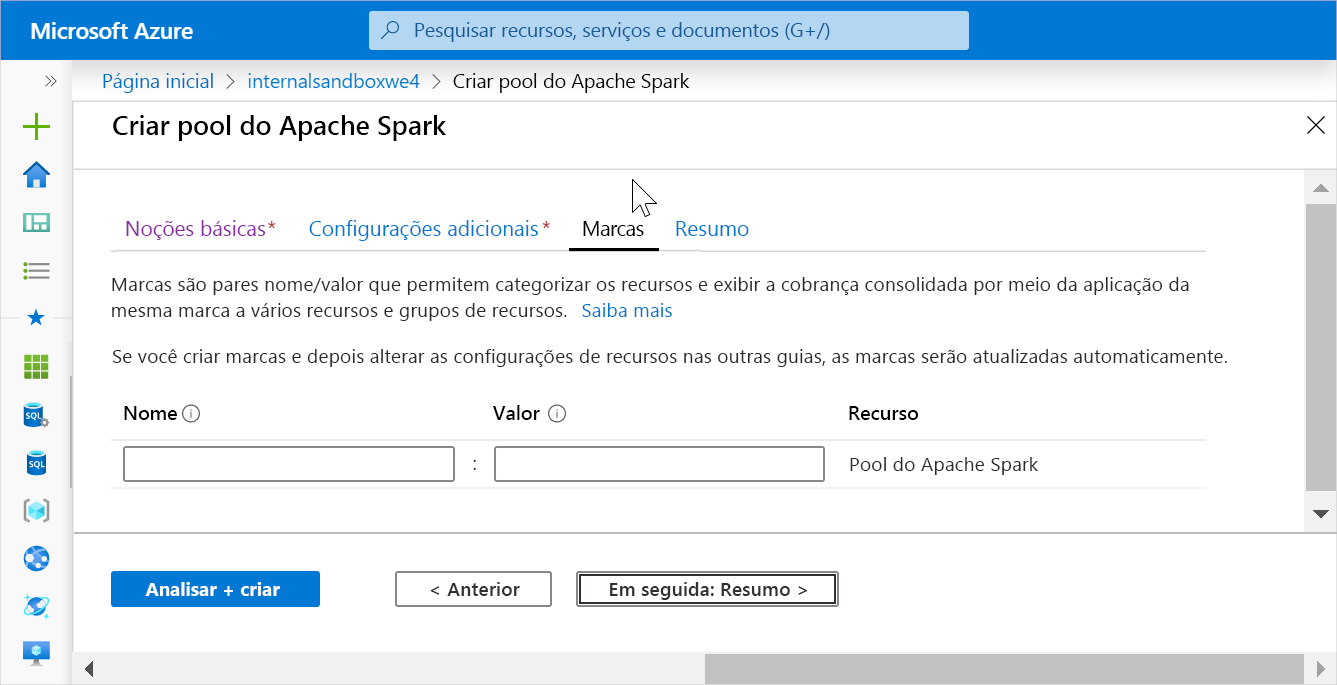 Microsoft Azure
Pesquisar recursos, serviços e documentos (G+/)
Página inicial > internalsandboxwe4 > Criar pool do Apache Spark
Criar pool do Apache Spark
Noções básicas* Configurações adicionais* Marcas Resumo
Marcas são pares nome/valor que permitem categorizar os recursos e exibir a cobrança consolidada por meio da aplicação da
mesma marca a vários recursos e grupos de recursos. Saiba mais
Se você criar marcas e depois alterar as configurações de recursos nas outras guias, as marcas serão atualizadas automaticamente.
Nome Valor Recurso
: Pool do Apache Spark
Analisar + criar < Anterior Em seguida: Resumo >
SQL
SQL